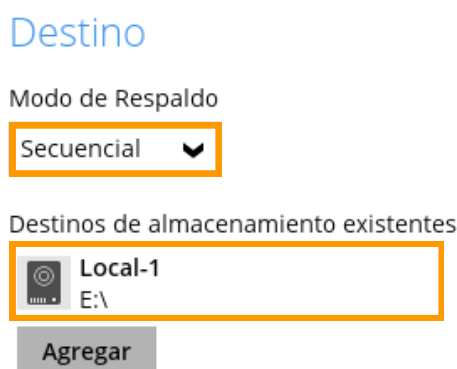 Destino
Modo de Respaldo
Secuencial
Destinos de almacenamiento existentes
Local-1
E:\
Agregar